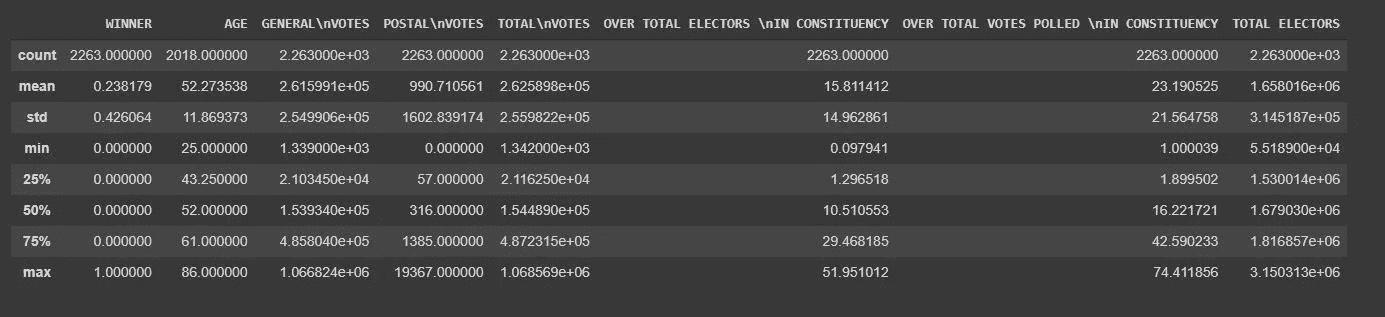 WINNER AGE GENERAL\nVOTES POSTAL\nVOTES TOTAL\nVOTES OVER TOTAL ELECTORS \nIN CONSTITUENCY OVER TOTAL VOTES POLLED \nIN CONSTITUENCY TOTAL ELECTORS
count 2263.000000 2018.000000 2.263000e+03 2263.000000 2.263000e+03 2263.000000 2263.000000 2.263000e+03
mean 0.238179 52.273538 2.615991e+05 990.710561 2.625898e+05 15.811412 23.190525 1.658016e+06
std 0.426064 11.869373 2.549906e+05 1602.839174 2.559822e+05 14.962861 21.564758 3.145187e+05
min 0.000000 25.000000 1.339000e+03 0.000000 1.342000e+03 0.097941 1.000039 5.518900e+04
25% 0.000000 43.250000 2.103450e+04 57.000000 2.116250e+04 1.296518 1.899502 1.530014e+06
50% 0.000000 52.000000 1.539340e+05 316.000000 1.544890e+05 10.510553 16.221721 1.679030e+06
75% 0.000000 61.000000 4.858040e+05 1385.000000 4.872315e+05 29.468185 42.590233 1.816857e+06
max 1.000000 86.000000 1.066824e+06 19367.000000 1.068569e+06 51.951012 74.411856 3.150313e+06